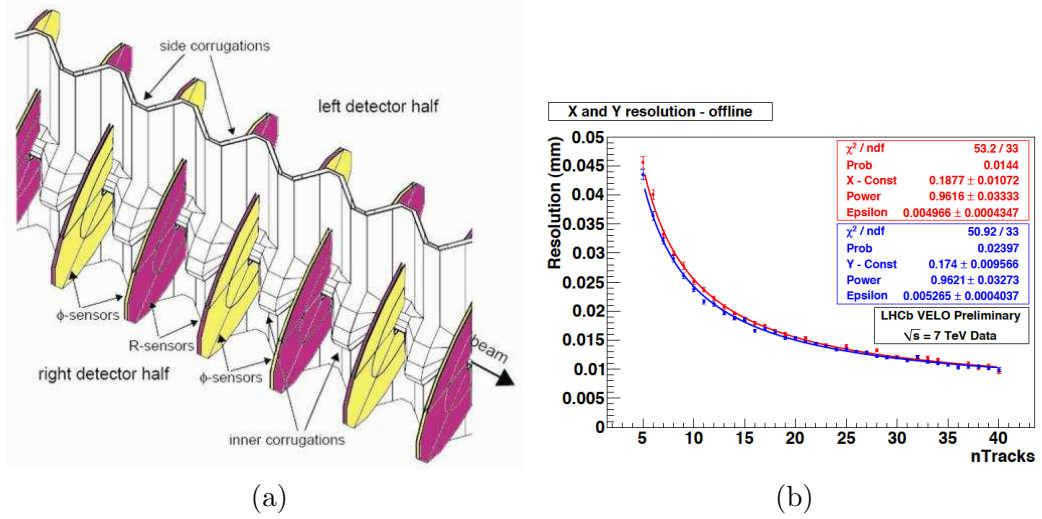 side corrugations
left detector half
ϕ-sensors
R-sensors
right detector half
ϕ-sensors
beam
inner corrugations
(a)
X and Y resolution - offline
Resolution (mm)
0.05
0.045
0.04
0.035
0.03
0.025
0.02
0.015
0.01
0.005
0
5 10 15 20 25 30 35 40
nTracks
χ² / ndf 53.2 / 33
Prob 0.0144
X - Const 0.1877 ± 0.01072
Power 0.9616 ± 0.03333
Epsilon 0.004966 ± 0.0004347
χ² / ndf 50.92 / 33
Prob 0.02397
Y - Const 0.174 ± 0.009566
Power 0.9621 ± 0.03273
Epsilon 0.005265 ± 0.0004037
LHCb VELO Preliminary
√s = 7 TeV Data
(b)